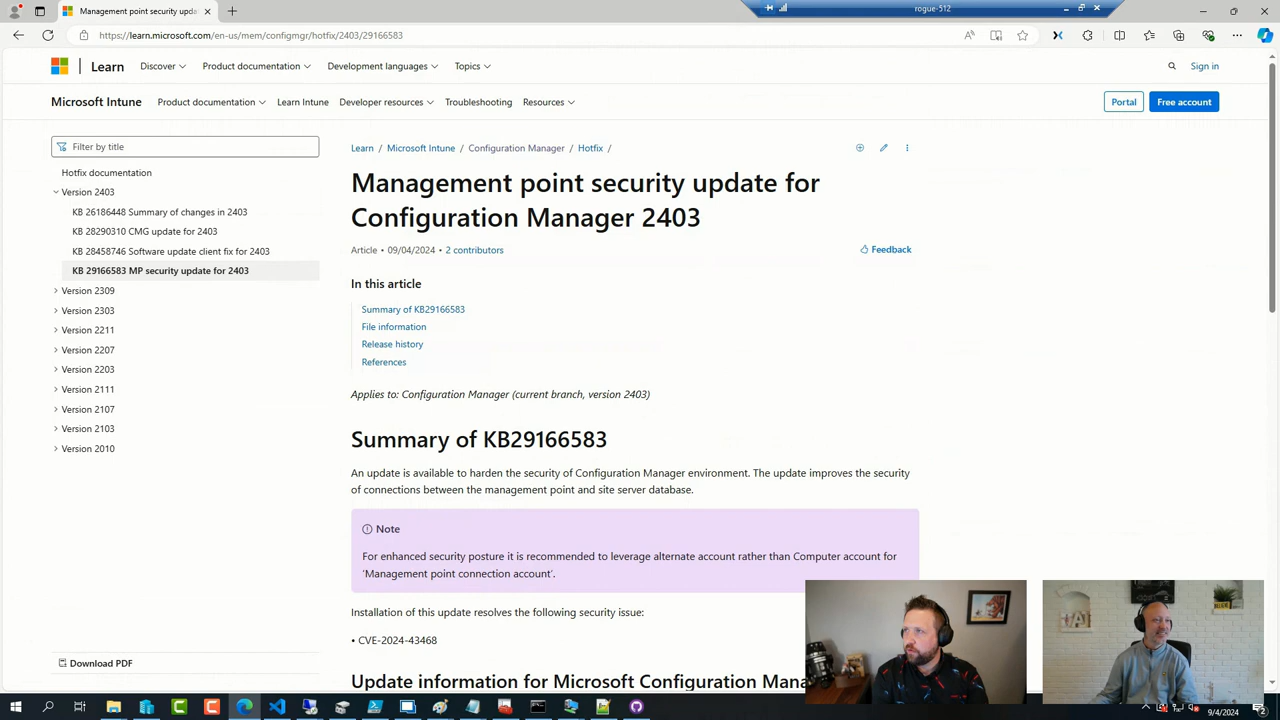 Management point security upda
rogue-512
https://learn.microsoft.com/en-us/mem/configmgr/hotfix/2403/29166583
Learn
Discover
Product documentation
Development languages
Topics
Sign in
Microsoft Intune
Product documentation
Learn Intune
Developer resources
Troubleshooting
Resources
Portal
Free account
Filter by title
Hotfix documentation
Version 2403
KB 26186448 Summary of changes in 2403
KB 28290310 CMG update for 2403
KB 28458746 Software update client fix for 2403
KB 29166583 MP security update for 2403
Version 2309
Version 2303
Version 2211
Version 2207
Version 2203
Version 2111
Version 2107
Version 2103
Version 2010
Download PDF
Learn / Microsoft Intune / Configuration Manager / Hotfix /
Management point security update for
Configuration Manager 2403
Article • 09/04/2024 • 2 contributors
Feedback
In this article
Summary of KB29166583
File information
Release history
References
Applies to: Configuration Manager (current branch, version 2403)
Summary of KB29166583
An update is available to harden the security of Configuration Manager environment. The update improves the security
of connections between the management point and site server database.
Note
For enhanced security posture it is recommended to leverage alternate account rather than Computer account for
‘Management point connection account’.
Installation of this update resolves the following security issue:
• CVE-2024-43468
Update information for Microsoft Configuration Mana
9/4/2024